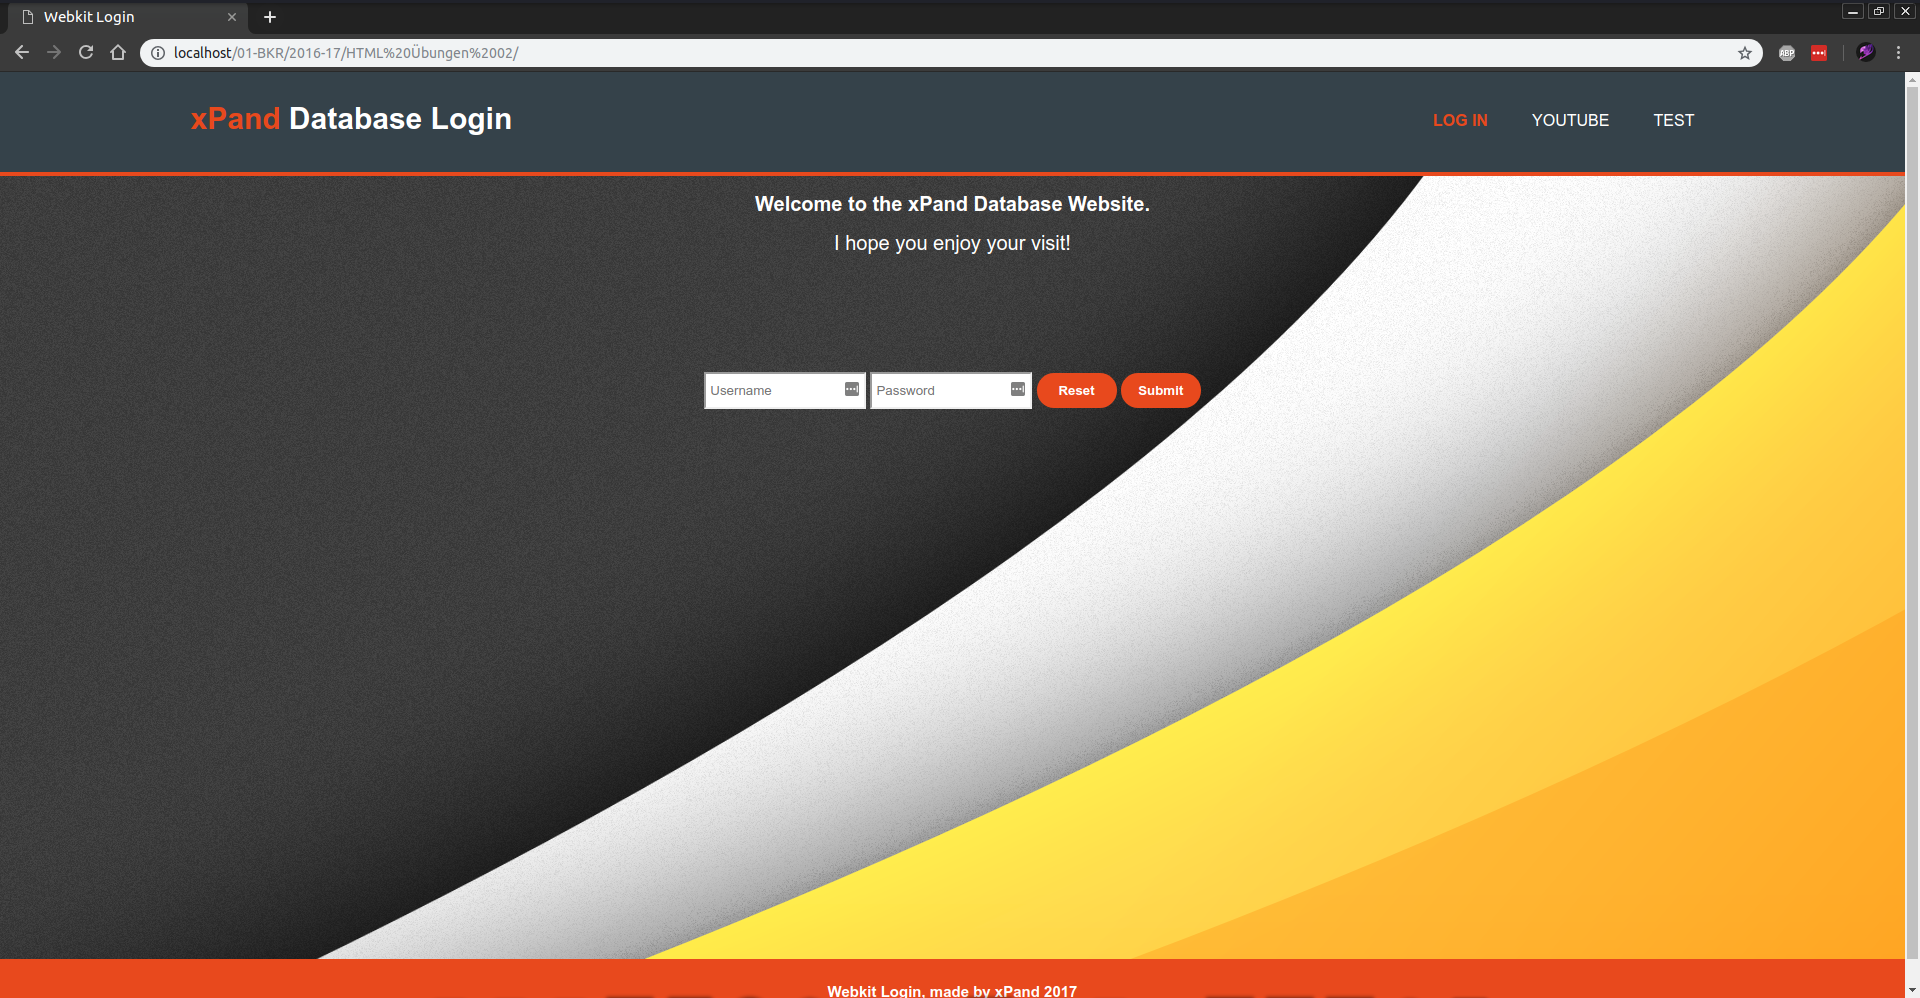 Webkit Login
localhost/01-BKR/2016-17/HTML%20Übungen%2002/
ABP
xPand Database Login
LOG IN
YOUTUBE
TEST
Welcome to the xPand Database Website.
I hope you enjoy your visit!
Username
Password
Reset
Submit
Webkit Login, made by xPand 2017